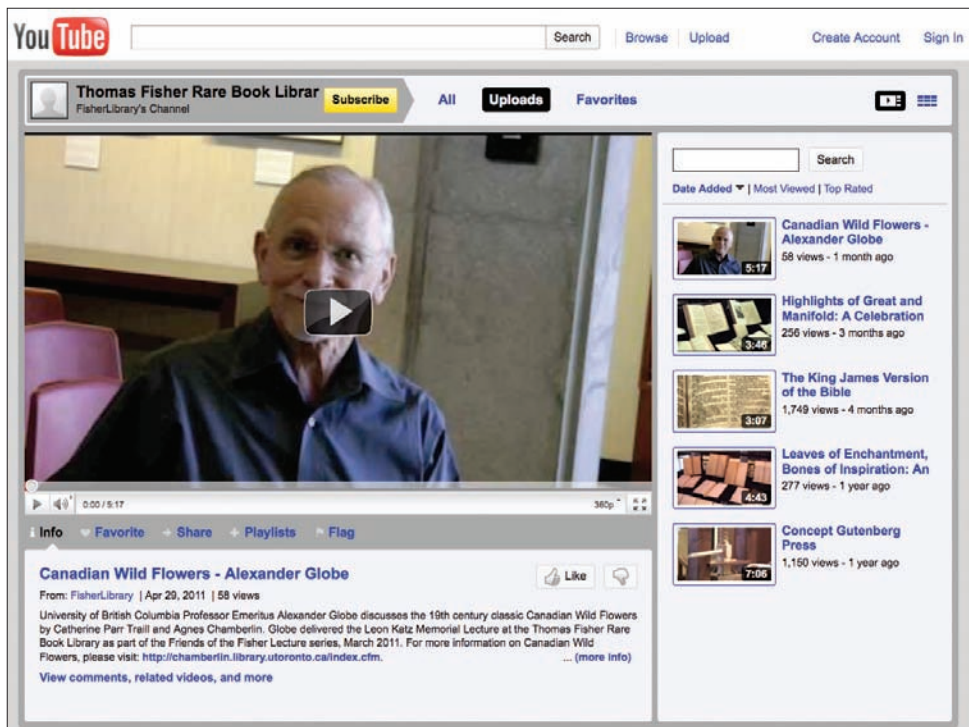 You Tube
Search
Browse
Upload
Create Account
Sign In
Thomas Fisher Rare Book Librar
FisherLibrary's Channel
Subscribe
All
Uploads
Favorites
Search
Date Added ▼ | Most Viewed | Top Rated
5:17
Canadian Wild Flowers -
Alexander Globe
58 views - 1 month ago
3:46
Highlights of Great and
Manifold: A Celebration
256 views - 3 months ago
3:07
The King James Version
of the Bible
1,749 views - 4 months ago
4:43
Leaves of Enchantment,
Bones of Inspiration: An
277 views - 1 year ago
7:06
Concept Gutenberg
Press
1,150 views - 1 year ago
0:00 / 5:17
360p
Info
Favorite
Share
Playlists
Flag
Canadian Wild Flowers - Alexander Globe
Like
From: FisherLibrary | Apr 29, 2011 | 58 views
University of British Columbia Professor Emeritus Alexander Globe discusses the 19th century classic Canadian Wild Flowers
by Catherine Parr Traill and Agnes Chamberlin. Globe delivered the Leon Katz Memorial Lecture at the Thomas Fisher Rare
Book Library as part of the Friends of the Fisher Lecture series, March 2011. For more information on Canadian Wild
Flowers, please visit: http://chamberlin.library.utoronto.ca/index.cfm. ... (more info)
View comments, related videos, and more